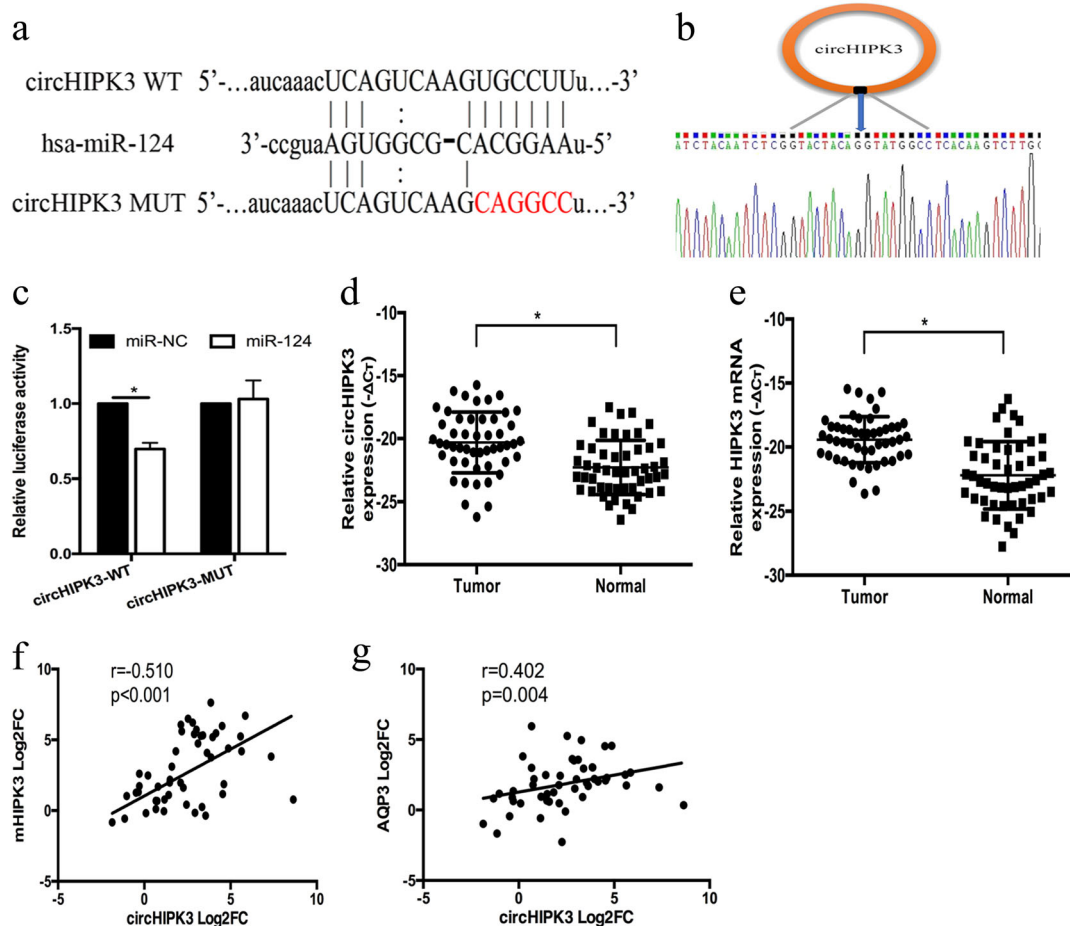 a
circHIPK3 WT 5'-...aucaaacUCAGUCAAGUGCCUUu...-3'
hsa-miR-124 3'-ccguaAGUGGCG-CACGGAAu-5'
circHIPK3 MUT 5'-...aucaaacUCAGUCAAGCAGGCCu...-3'
b
circHIPK3
ATCTACAATCTCGGTACTACAGGTATGGCCTCACAAGTCTTGC
c
miR-NC miR-124
Relative luciferase activity
1.5
1.0
0.5
0.0
circHIPK3-WT
circHIPK3-MUT
*
d
Relative circHIPK3
expression (-ΔCT)
-10
-15
-20
-25
-30
*
Tumor Normal
e
Relative HIPK3 mRNA
expression (-ΔCT)
-10
-15
-20
-25
-30
*
Tumor Normal
f
r=-0.510
p<0.001
mHIPK3 Log2FC
10
5
0
-5
0 5 10
circHIPK3 Log2FC
g
r=0.402
p=0.004
AQP3 Log2FC
10
5
0
-5
-5 0 5 10
circHIPK3 Log2FC